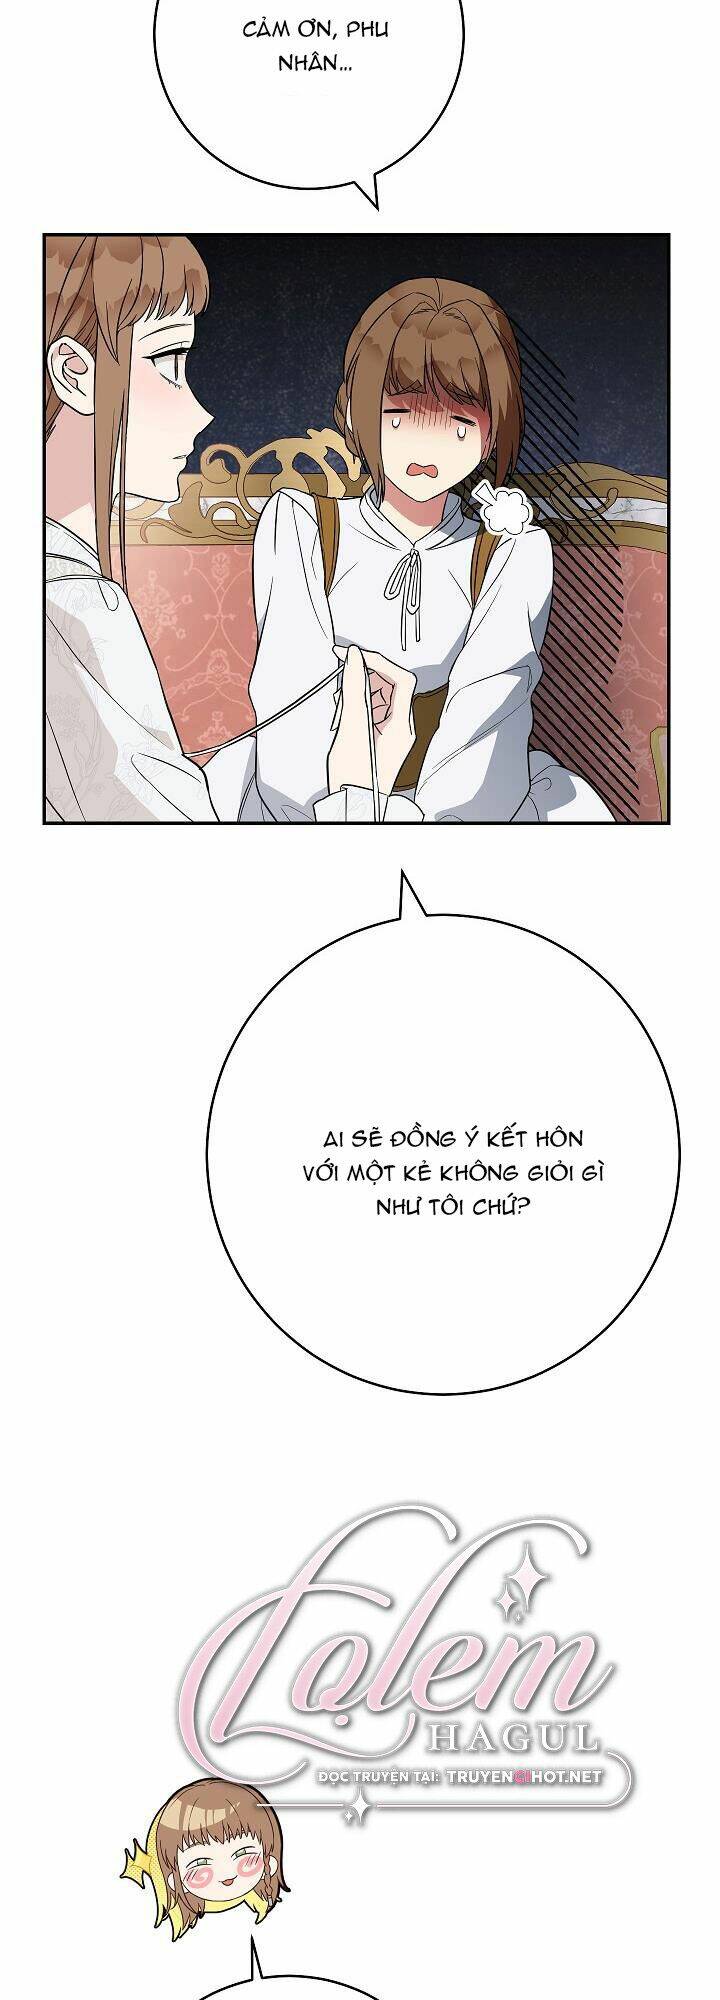 CẢM ƠN, PHU
NHÂN...
AI SẼ ĐỒNG Ý KẾT HÔN
VỚI MỘT KẺ KHÔNG GIỎI GÌ
NHƯ TÔI CHỨ?
Lọlem
HAGUL
ĐỌC TRUYỆN TẠI: TRUYENGIHOT.NET